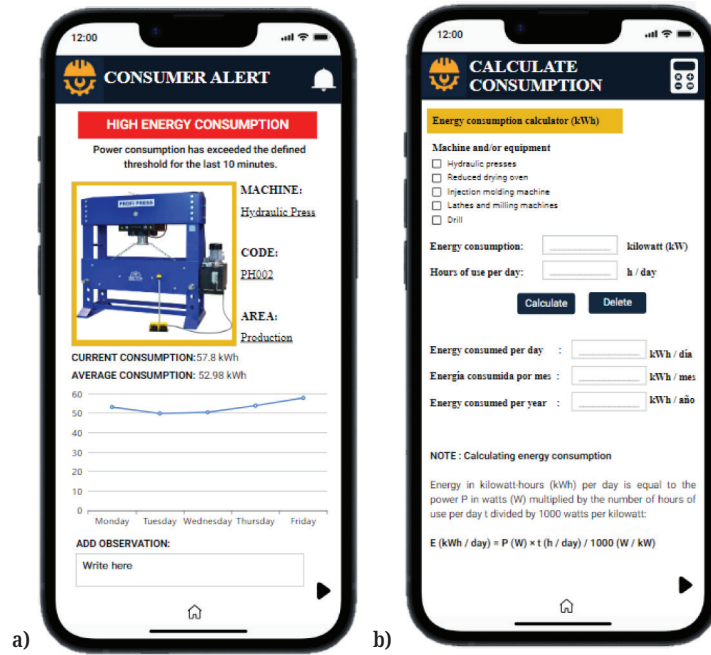 12:00
CONSUMER ALERT
HIGH ENERGY CONSUMPTION
Power consumption has exceeded the defined
threshold for the last 10 minutes.
PROFI PRESS
MACHINE:
Hydraulic Press
CODE:
PH002
AREA:
Production
CURRENT CONSUMPTION:57.8 kWh
AVERAGE CONSUMPTION: 52.98 kWh
60
50
40
30
20
10
0
Monday Tuesday Wednesday Thursday Friday
ADD OBSERVATION:
Write here
a)
12:00
CALCULATE
CONSUMPTION
Energy consumption calculator (kWh)
Machine and/or equipment
Hydraulic presses
Reduced drying oven
Injection molding machine
Lathes and milling machines
Drill
Energy consumption: kilowatt (kW)
Hours of use per day: h / day
Calculate Delete
Energy consumed per day : kWh / dia
Energia consumida por mes : kWh / mes
Energy consumed per year : kWh / año
NOTE : Calculating energy consumption
Energy in kilowatt-hours (kWh) per day is equal to the
power P in watts (W) multiplied by the number of hours of
use per day t divided by 1000 watts per kilowatt:
E (kWh / day) = P (W) × t (h / day) / 1000 (W / kW)
b)